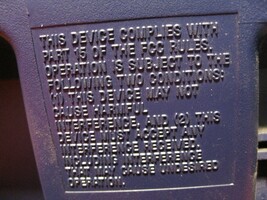 THIS DEVICE COMPLIES WITH
PART 15 OF THE FCC RULES.
OPERATION IS SUBJECT TO THE
FOLLOWING TWO CONDITIONS:
(1) THIS DEVICE MAY NOT
CAUSE HARMFUL
INTERFERENCE, AND (2) THIS
DEVICE MUST ACCEPT ANY
INTERFERENCE RECEIVED,
INCLUDING INTERFERENCE
THAT MAY CAUSE UNDESIRED
OPERATION.